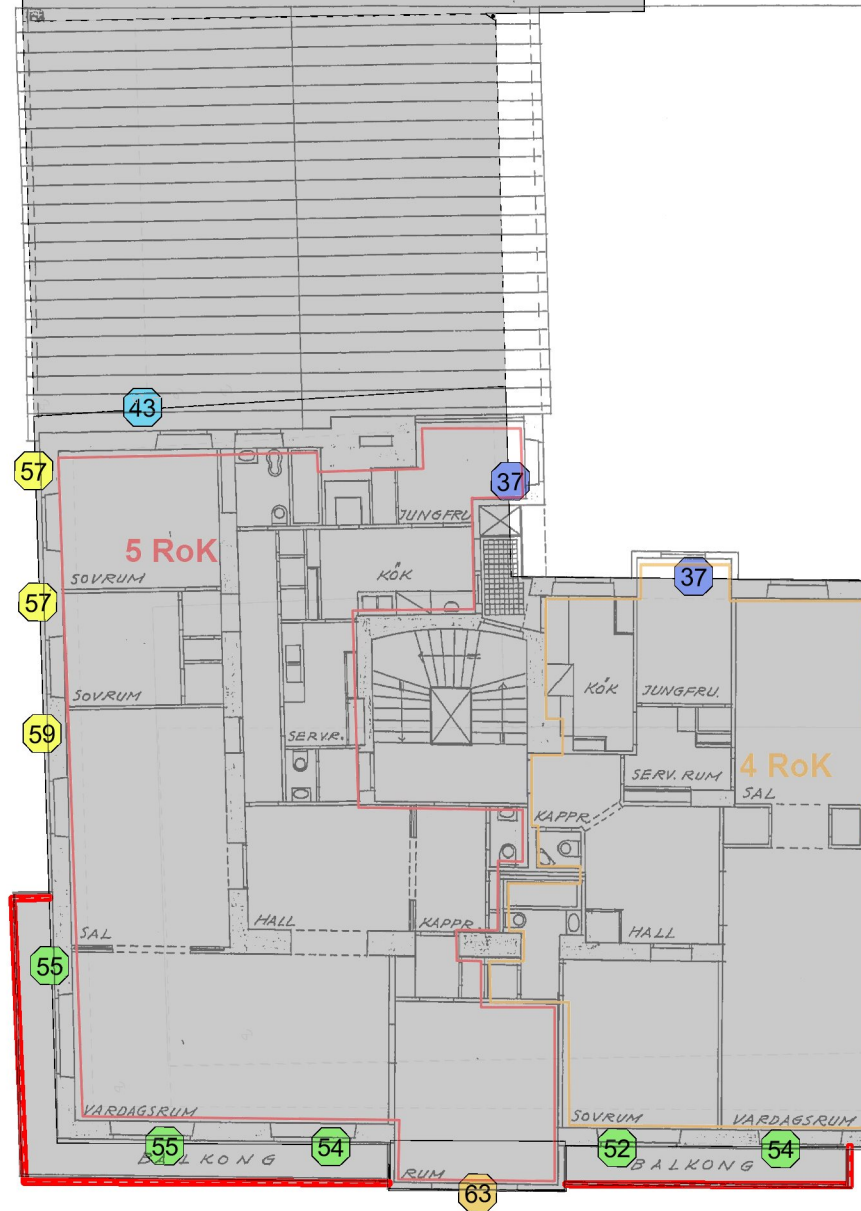 43
57
37
JUNGFRU
5 RoK
KÖK
SOVRUM
37
57
KÖK
JUNGFRU.
SOVRUM
59
SERVR.
SERV. RUM
4 RoK
SAL
KAPPR.
HALL
KAPPR.
HALL
SAL
55
VARDAGSRUM
SOVRUM
VARDAGSRUM
55
54
52
54
BALKONG
RUM
BALKONG
63